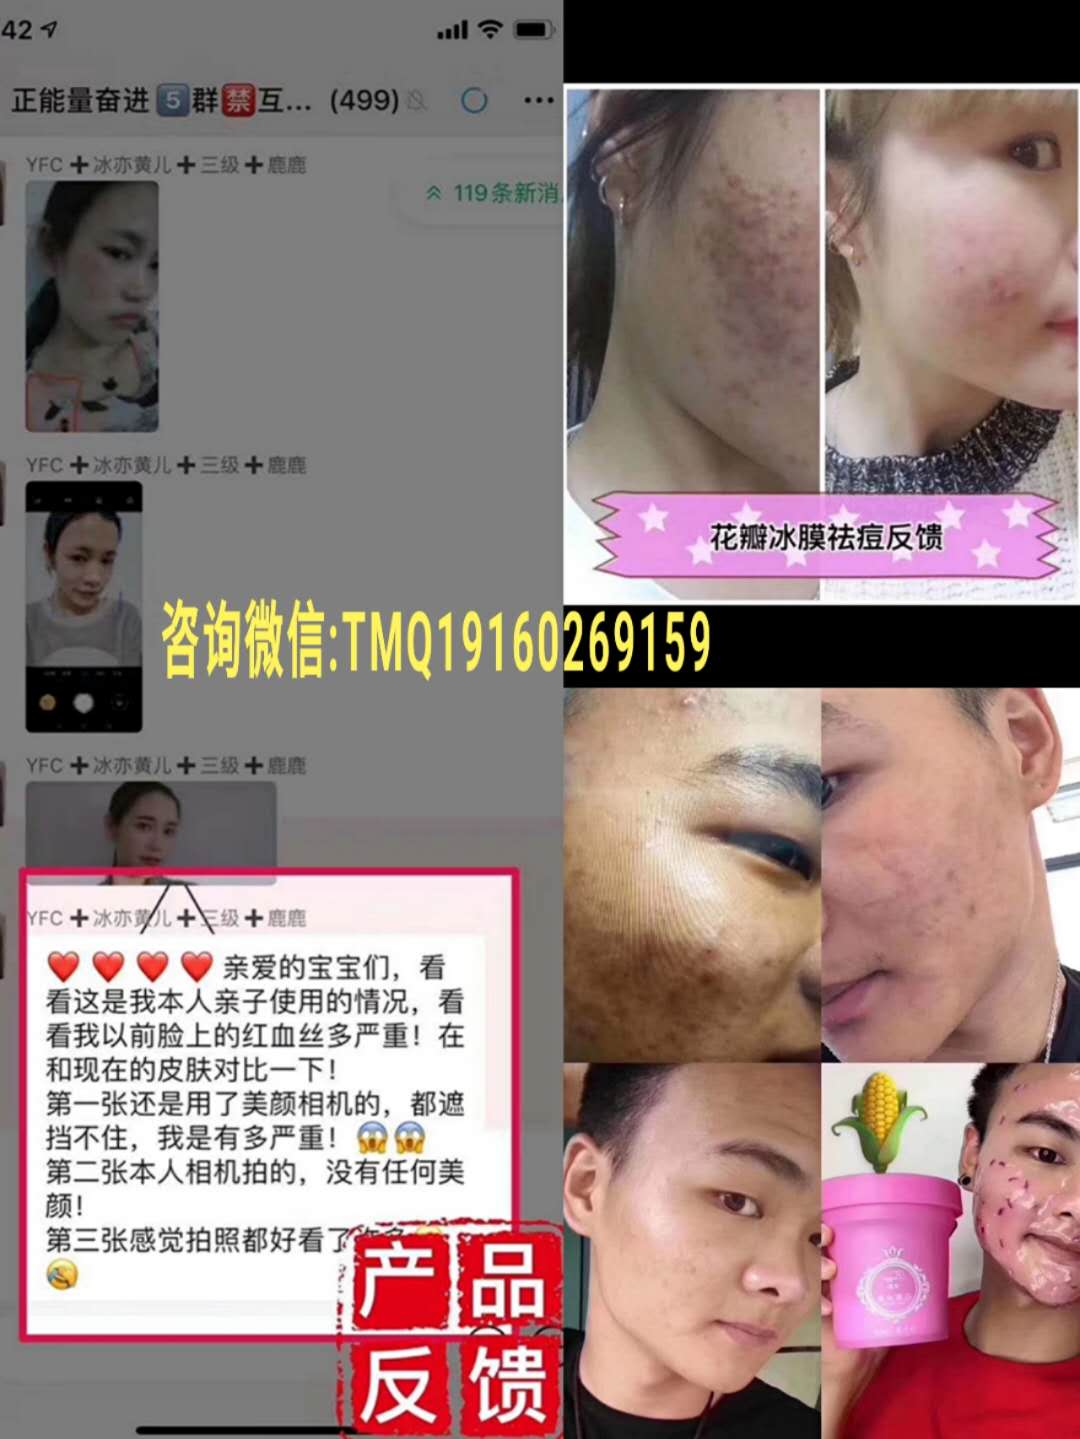 42
正能量奋进 5 群 禁 互... (499)
YFC➕冰亦黄儿➕三级➕鹿鹿
119条新消
YFC➕冰亦黄儿➕三级➕鹿鹿
花瓣冰膜祛痘反馈
咨询微信:TMQ19160269159
YFC➕冰亦黄儿➕三级➕鹿鹿
YFC➕冰亦黄儿➕三级➕鹿鹿
❤️❤️❤️❤️亲爱的宝宝们，看
看这是我本人亲子使用的情况，看
看我以前脸上的红血丝多严重！在
和现在的皮肤对比一下！
第一张还是用了美颜相机的，都遮
挡不住，我是有多严重！😱😱
第二张本人相机拍的，没有任何美
颜！
第三张感觉拍照都好看了
产品
反馈